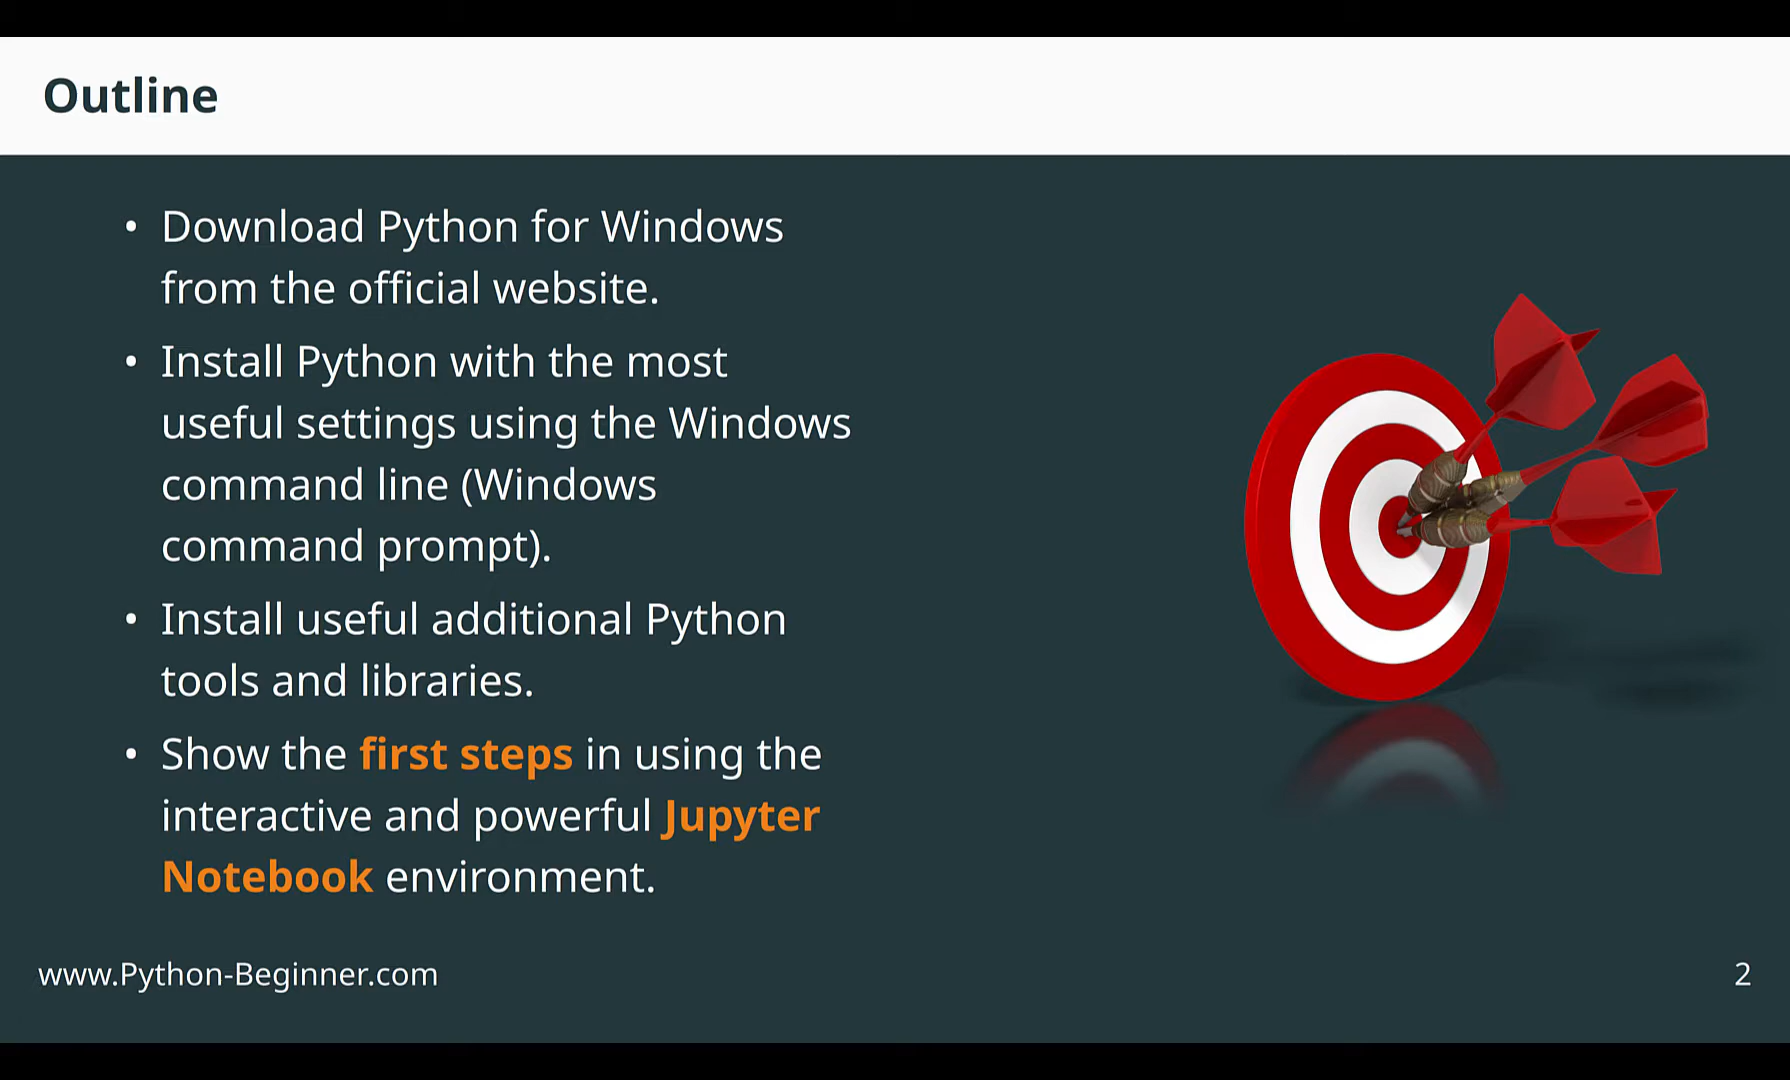 Outline
• Download Python for Windows
from the official website.
• Install Python with the most
useful settings using the Windows
command line (Windows
command prompt).
• Install useful additional Python
tools and libraries.
• Show the first steps in using the
interactive and powerful Jupyter
Notebook environment.
www.Python-Beginner.com
2